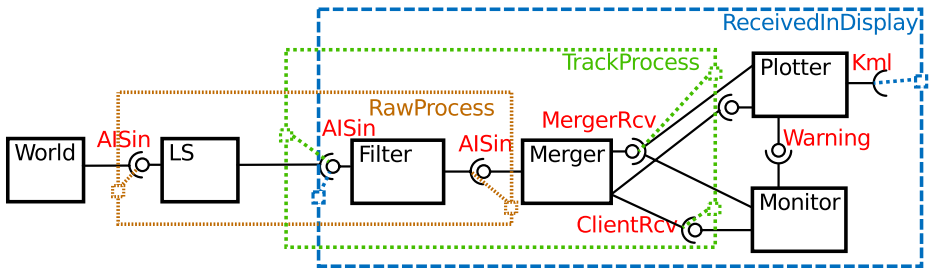 ReceivedInDisplay
TrackProcess
Plotter
Kml
RawProcess
AISin
AISin
MergerRcv
AISin
Warning
World
LS
Filter
Merger
Monitor
ClientRcv